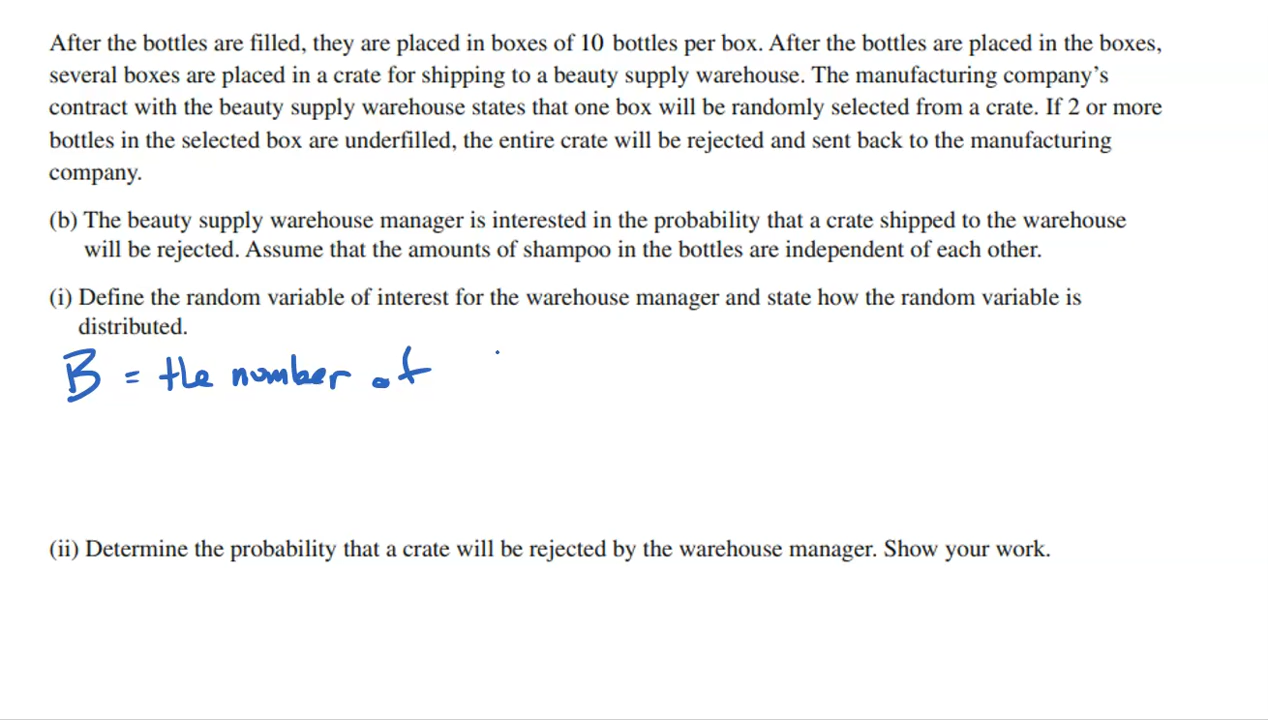 After the bottles are filled, they are placed in boxes of 10 bottles per box. After the bottles are placed in the boxes,
several boxes are placed in a crate for shipping to a beauty supply warehouse. The manufacturing company's
contract with the beauty supply warehouse states that one box will be randomly selected from a crate. If 2 or more
bottles in the selected box are underfilled, the entire crate will be rejected and sent back to the manufacturing
company.
(b) The beauty supply warehouse manager is interested in the probability that a crate shipped to the warehouse
will be rejected. Assume that the amounts of shampoo in the bottles are independent of each other.
(i) Define the random variable of interest for the warehouse manager and state how the random variable is
distributed.
B = the number of
(ii) Determine the probability that a crate will be rejected by the warehouse manager. Show your work.